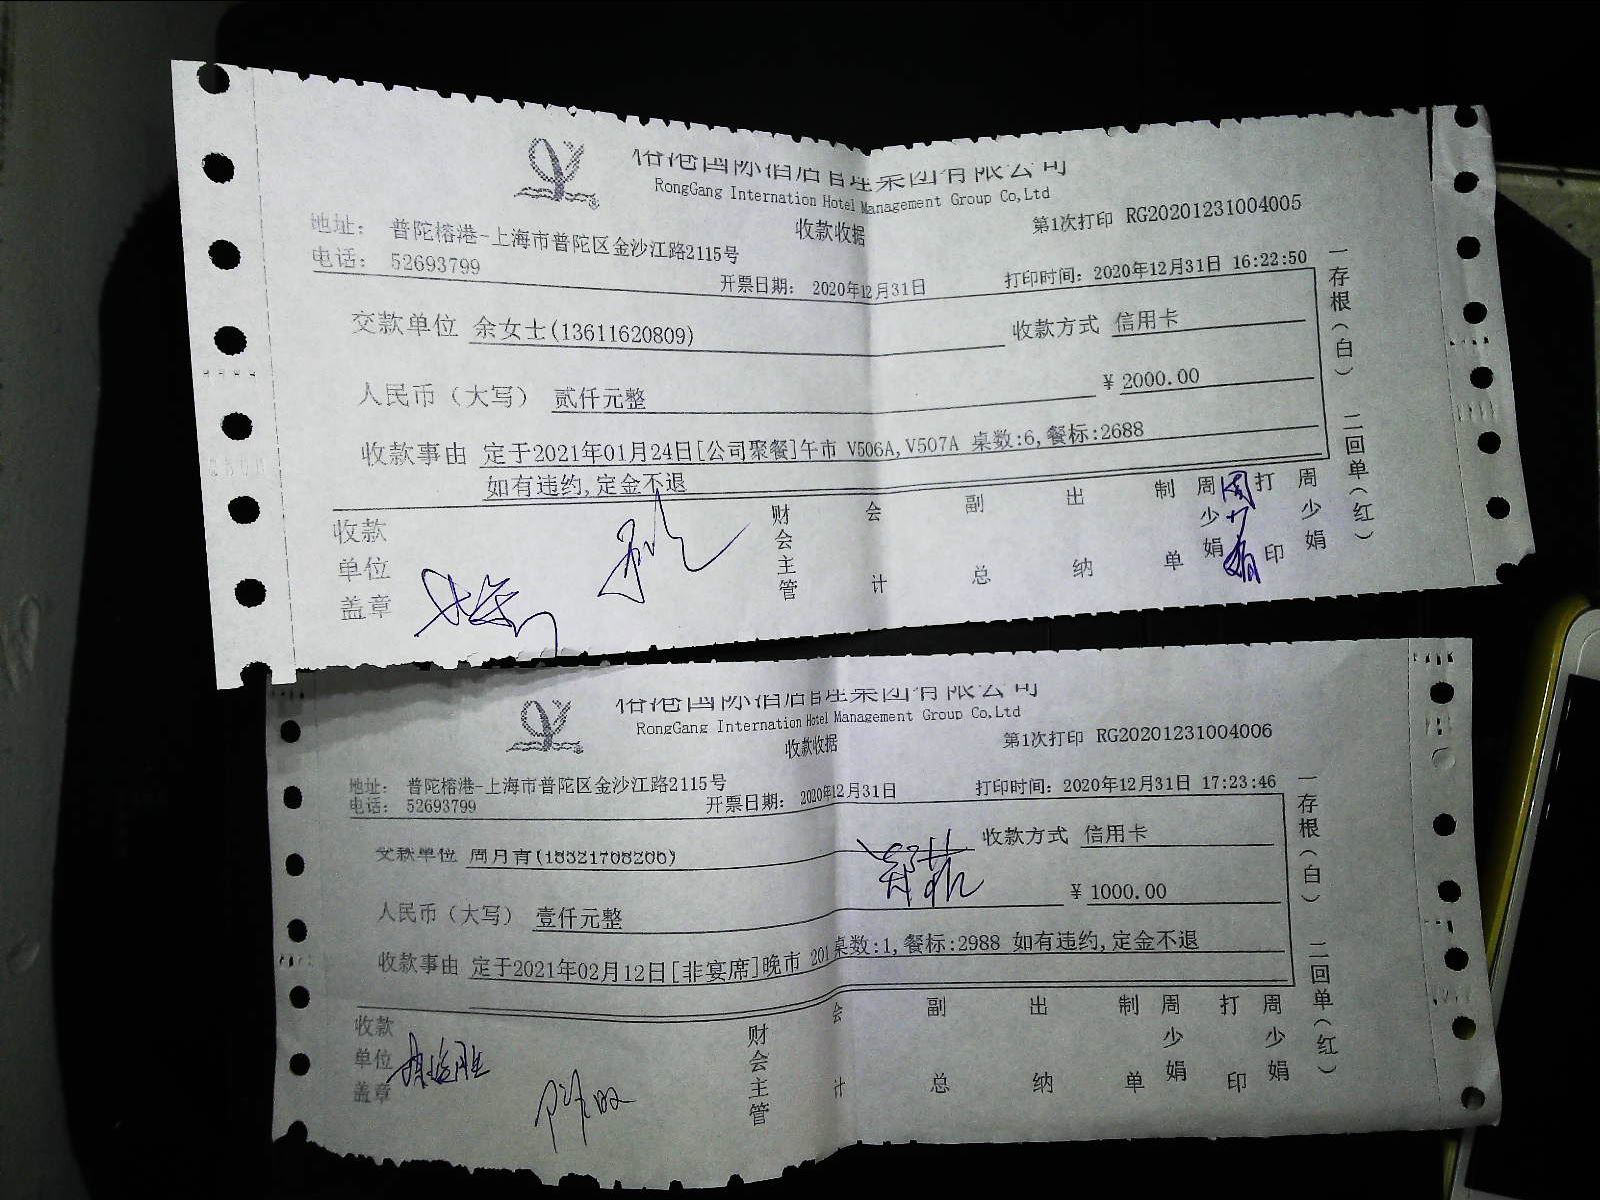 国际酒店管理集团有限公司
RongGang Internation Hotel Management Group Co,Ltd
收款收据
第1次打印 RG20201231004005
地址: 普陀榕港-上海市普陀区金沙江路2115号
电话: 52693799
开票日期: 2020年12月31日
打印时间: 2020年12月31日 16:22:50
交款单位 余女士(13611620809)
收款方式 信用卡
人民币(大写) 贰仟元整
¥ 2000.00
收款事由 定于2021年01月24日[公司聚餐]午市 V506A,V507A 桌数:6,餐标:2688
如有违约,定金不退
收款单位盖章
财会主管
会计
副总
出纳
制单
周少娟
打印
周少娟
一存根(白) 二回单(红)
国际酒店管理集团有限公司
RongGang Internation Hotel Management Group Co,Ltd
收款收据
第1次打印 RG20201231004006
地址: 普陀榕港-上海市普陀区金沙江路2115号
电话: 52693799
开票日期: 2020年12月31日
打印时间: 2020年12月31日 17:23:46
交款单位
收款方式 信用卡
人民币(大写) 壹仟元整
¥ 1000.00
收款事由 定于2021年02月12日[非宴席]晚市 201 桌数:1,餐标:2988 如有违约,定金不退
收款单位盖章
财会主管
会计
副总
出纳
制单
周少娟
打印
周少娟
一存根(白) 二回单(红)